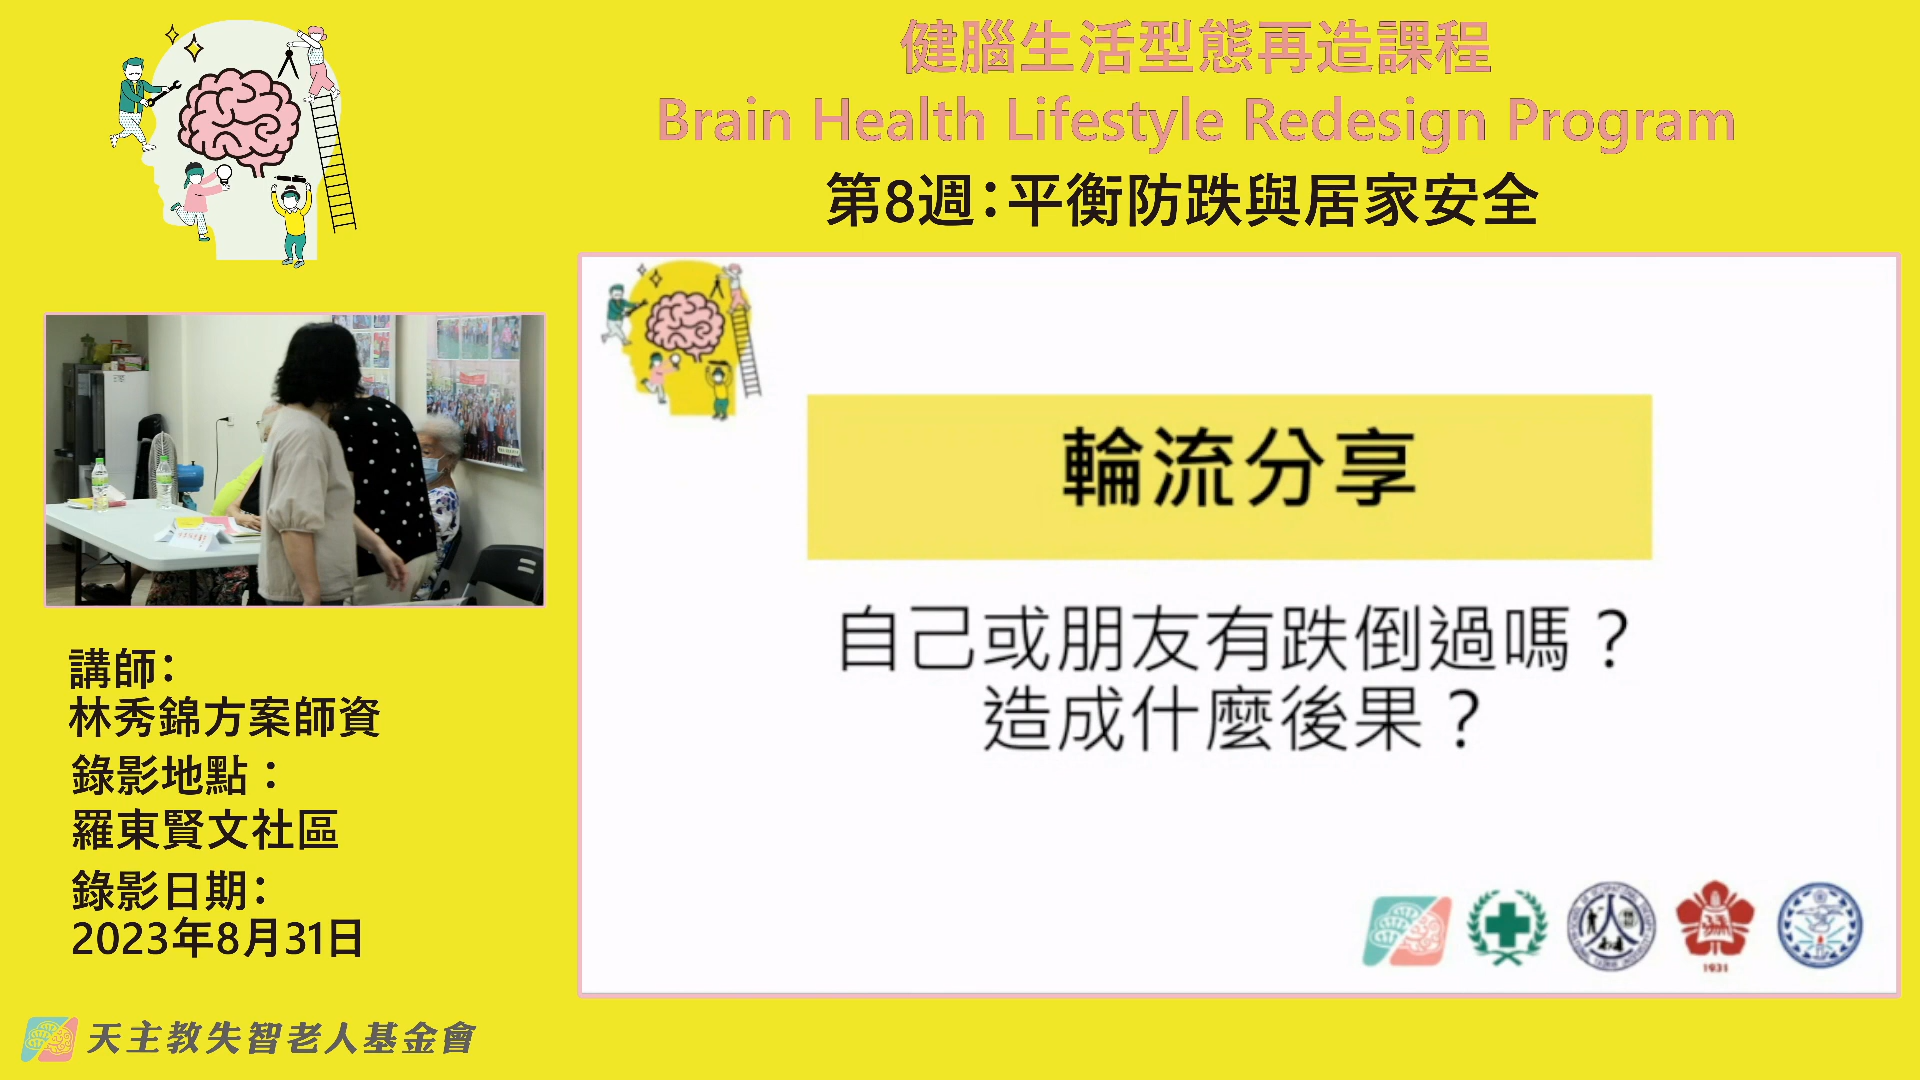 健腦生活型態再造課程
Brain Health Lifestyle Redesign Program
第8週：平衡防跌與居家安全
輪流分享
自己或朋友有跌倒過嗎？
造成什麼後果？
1931
講師：
林秀錦方案師資
錄影地點：
羅東賢文社區
錄影日期：
2023年8月31日
天主教失智老人基金會